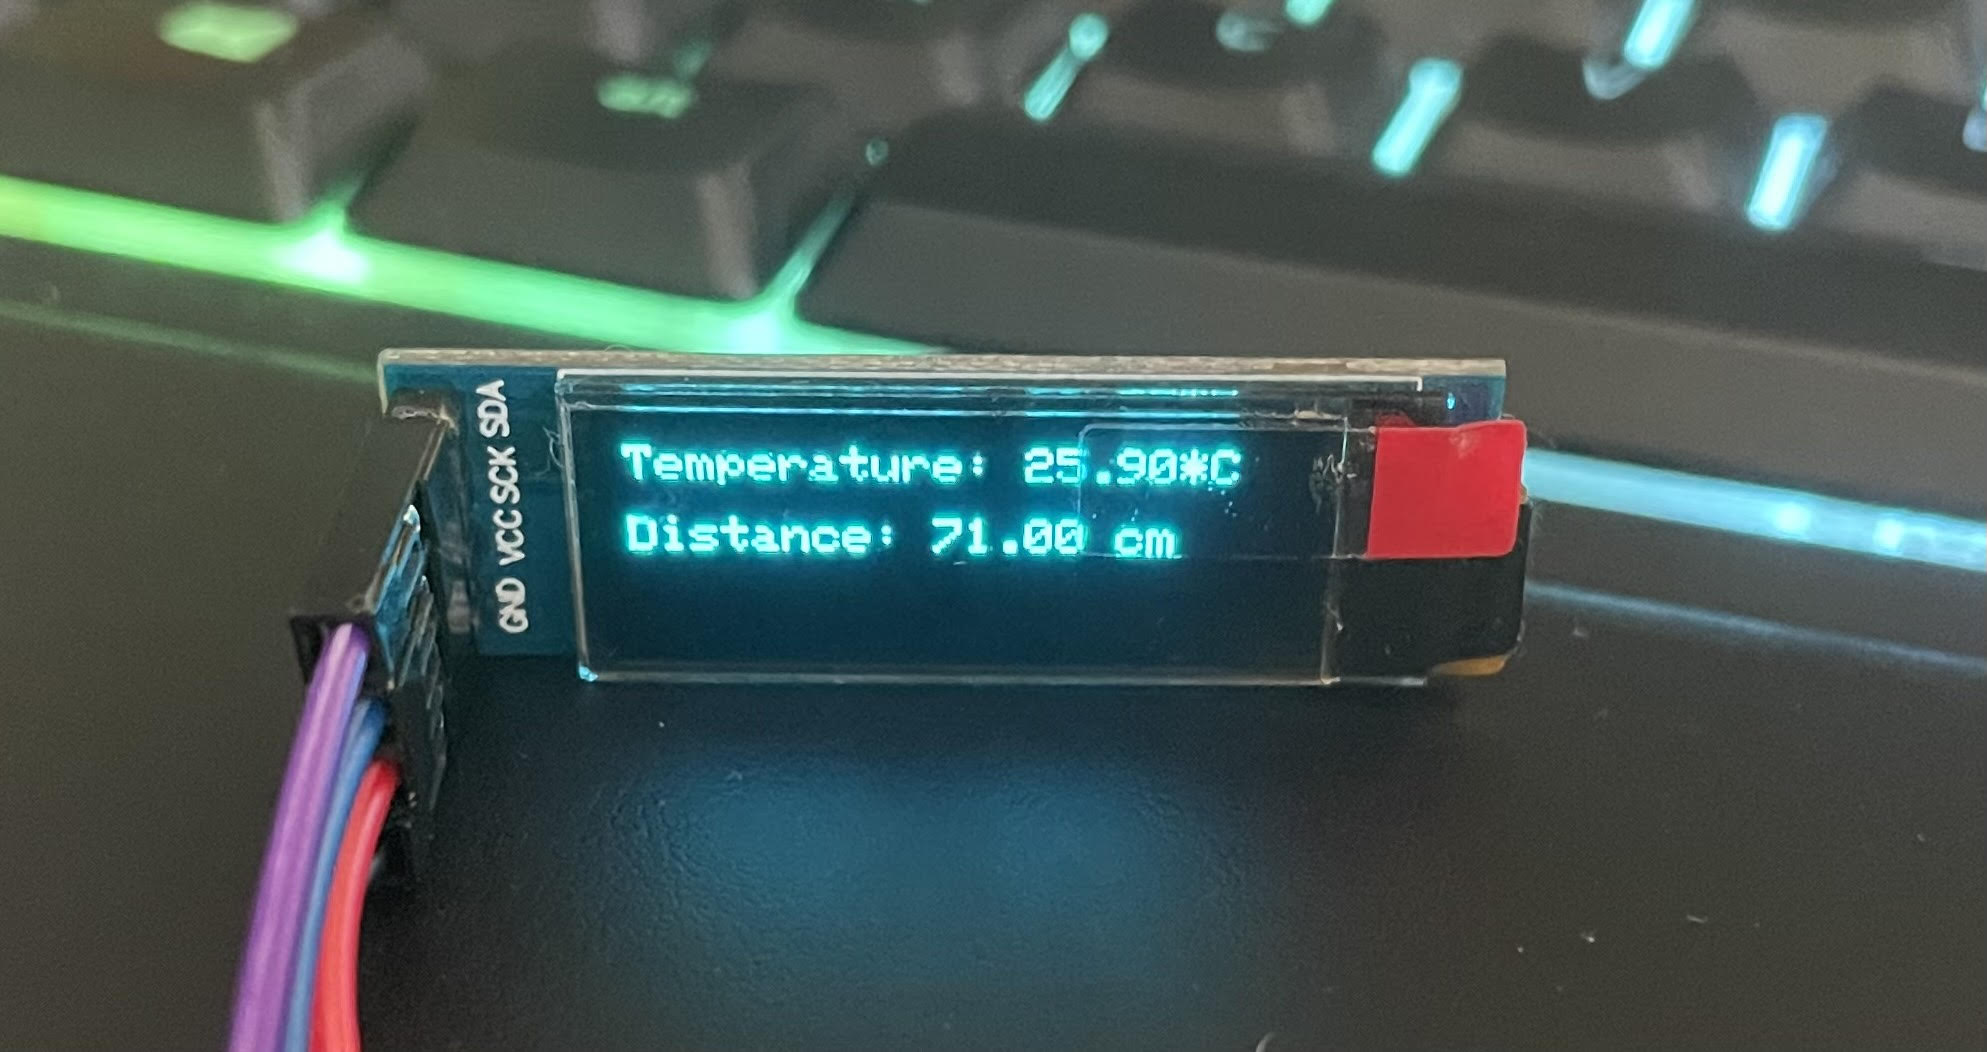 SDA
SCK
VCC
GND
Temperature: 25.90*C
Distance: 71.00 cm